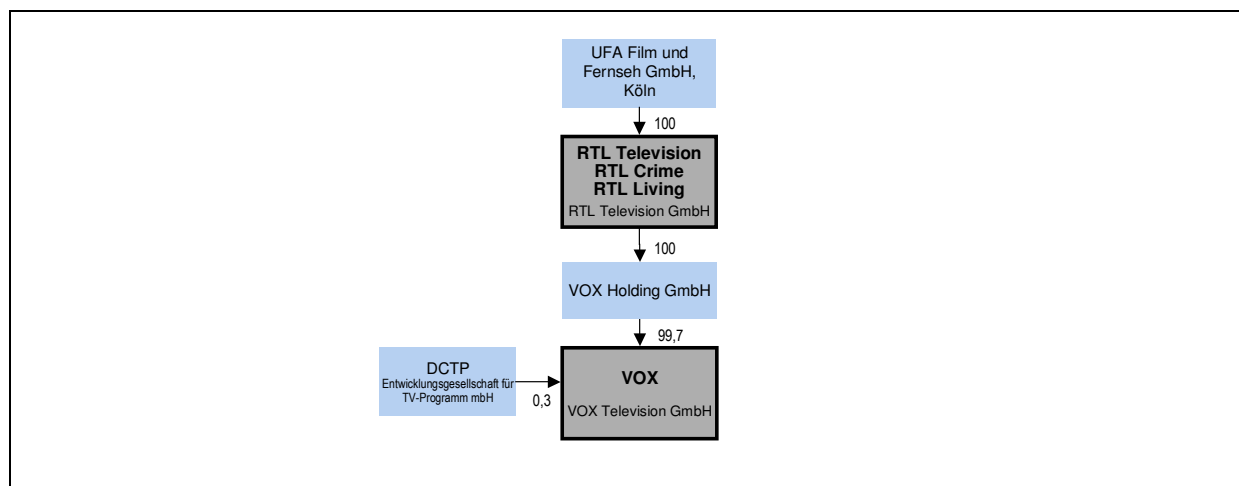 UFA Film und
Fernseh GmbH,
Köln
100
RTL Television
RTL Crime
RTL Living
RTL Television GmbH
100
VOX Holding GmbH
99,7
DCTP
Entwicklungsgesellschaft für
TV-Programm mbH
0,3
VOX
VOX Television GmbH